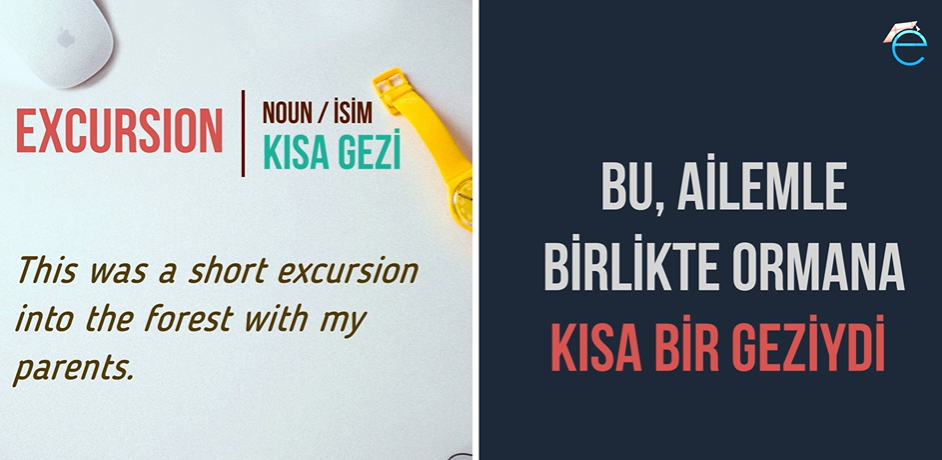 EXCURSION
NOUN / İSİM
KISA GEZİ
This was a short excursion
into the forest with my
parents.
e
BU, AİLEMLE
BİRLİKTE ORMANA
KISA BİR GEZİYDİ